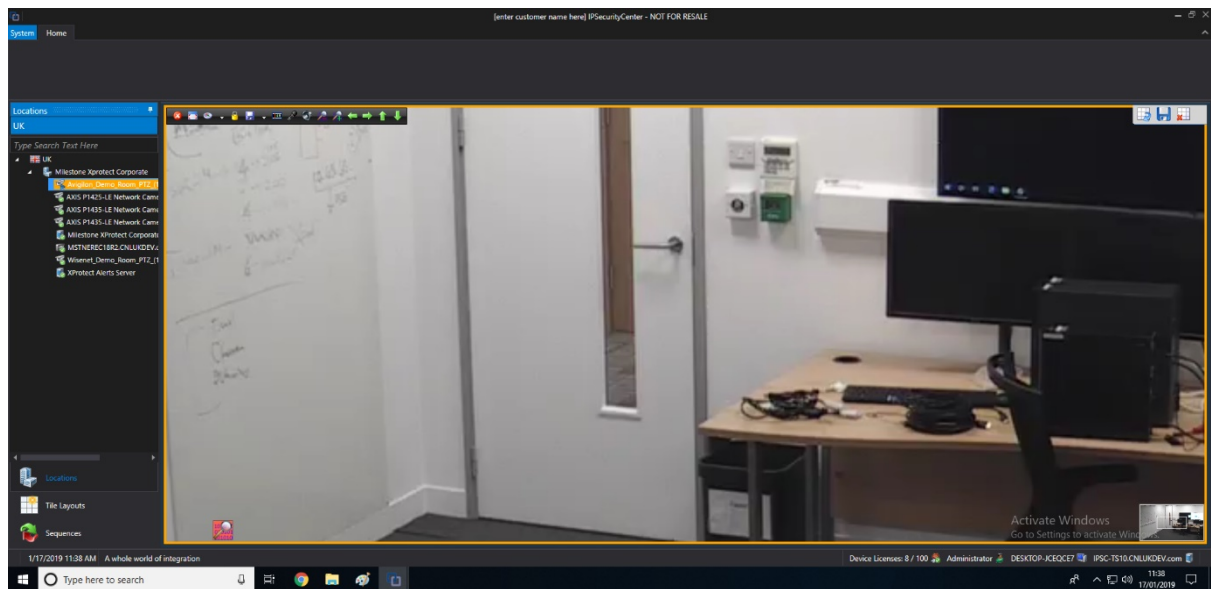 [enter customer name here] IPSecurityCenter - NOT FOR RESALE
System Home
Locations
UK
Type Search Text Here
UK
Milestone Xprotect Corporate
Avigilon_Demo_Room_PTZ_(1
AXIS P1425-LE Network Came
AXIS P1435-LE Network Came
AXIS P1435-LE Network Came
Milestone XProtect Corporate
MSTNEREC18R2.CNLUKDEV.c
Wisenet_Demo_Room_PTZ_(1
XProtect Alerts Server
Locations
Tile Layouts
Sequences
Activate Windows
Go to Settings to activate Windows.
1/17/2019 11:38 AM A whole world of integration
Device Licenses: 8 / 100 Administrator DESKTOP-JCEQCE7 IPSC-TS10.CNLUKDEV.com
Type here to search
11:38
17/01/2019